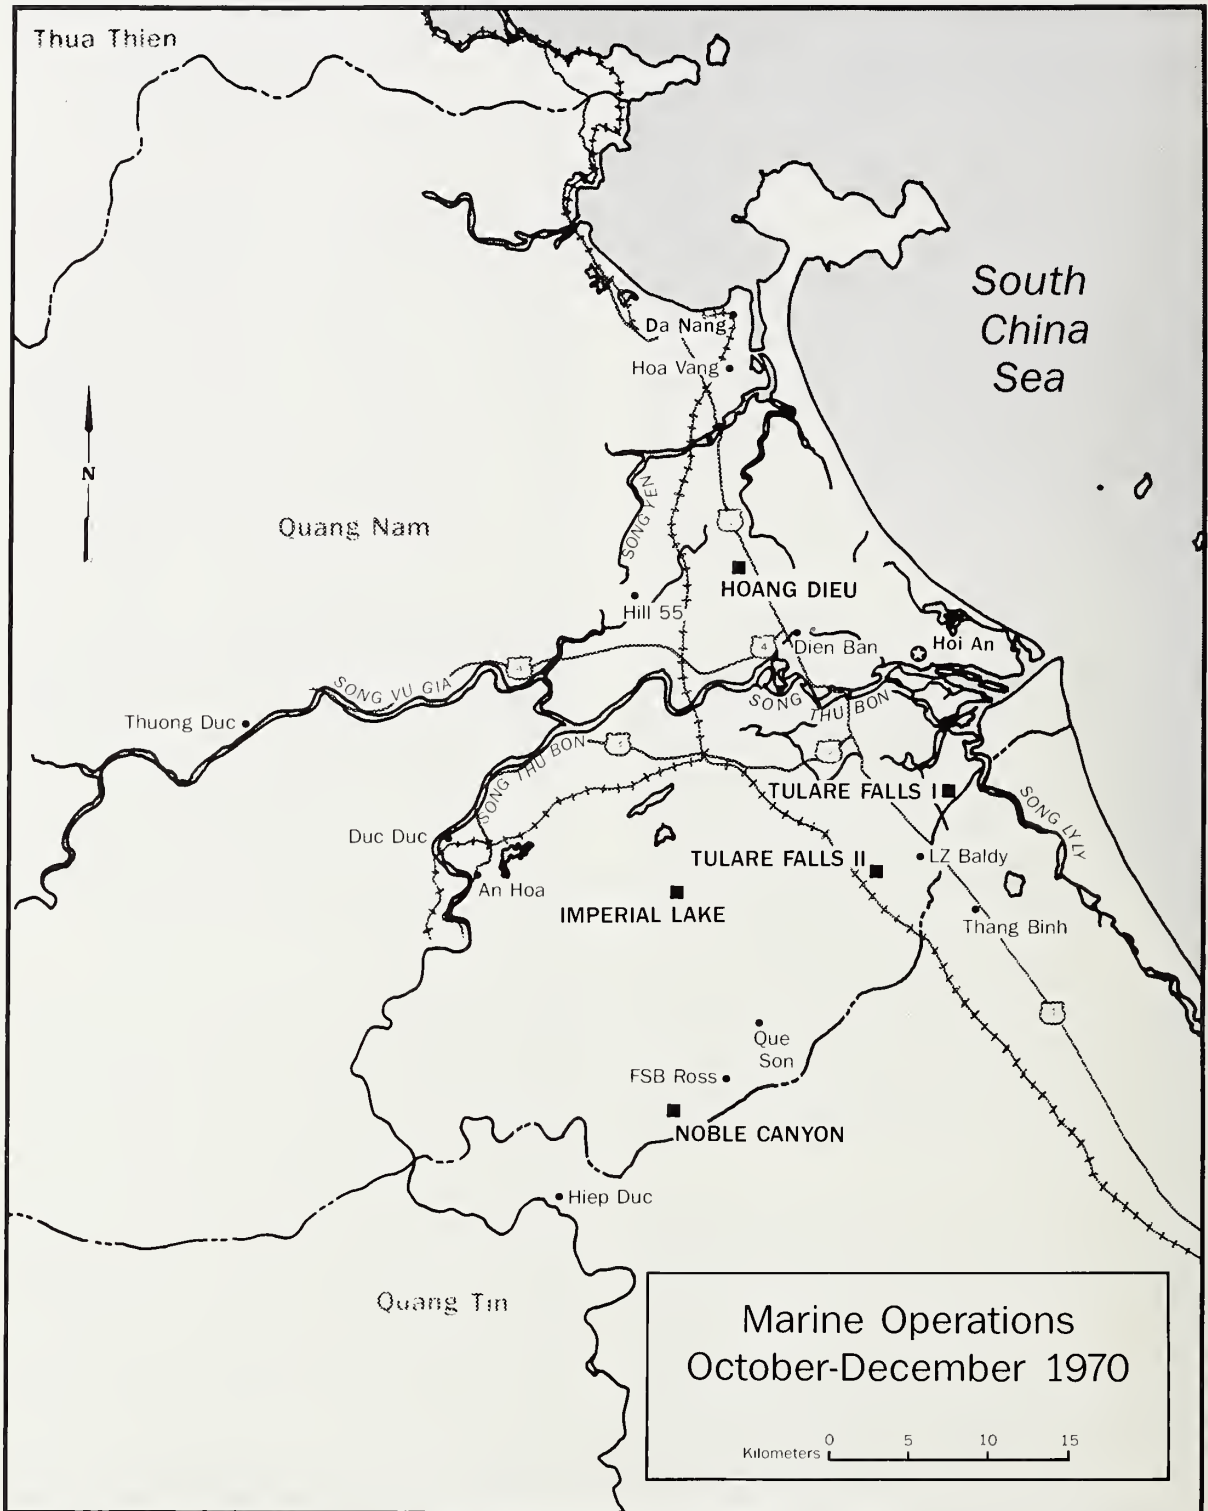 Thua Thien
South
China
Sea
Da Nang
Hoa Vang
N
SONG YEN
Quang Nam
1
HOANG DIEU
Hill 55
4
Dien Ban
Hoi An
4
SONG VU GIA
SONG
THU BON
Thuong Duc
SONG THU BON
TULARE FALLS I
SONG LY LY
Duc Duc
TULARE FALLS II
LZ Baldy
An Hoa
IMPERIAL LAKE
Thang Binh
1
Que
Son
FSB Ross
NOBLE CANYON
Hiep Duc
Quang Tin
Marine Operations
October-December 1970
Kilometers 0 5 10 15